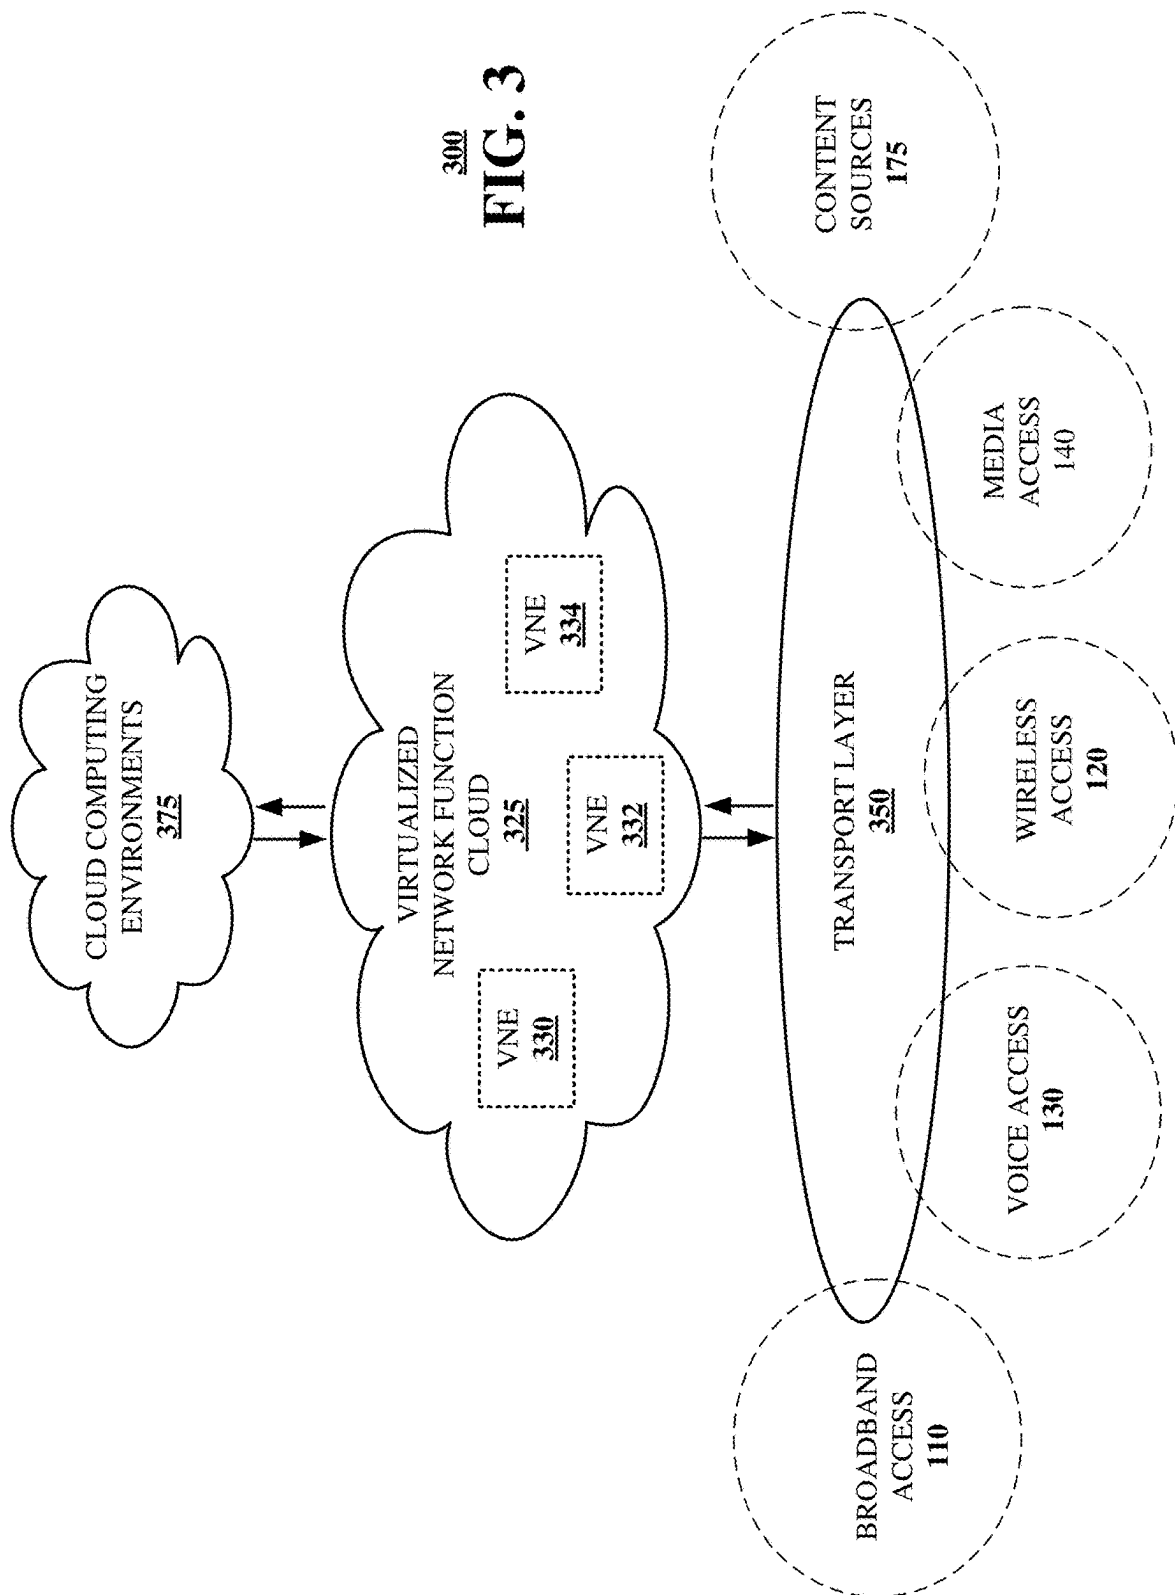 300
FIG. 3
CLOUD COMPUTING
ENVIRONMENTS
375
VIRTUALIZED
NETWORK FUNCTION
CLOUD
325
VNE
330
VNE
332
VNE
334
TRANSPORT LAYER
350
BROADBAND
ACCESS
110
VOICE ACCESS
130
WIRELESS
ACCESS
120
MEDIA
ACCESS
140
CONTENT
SOURCES
175